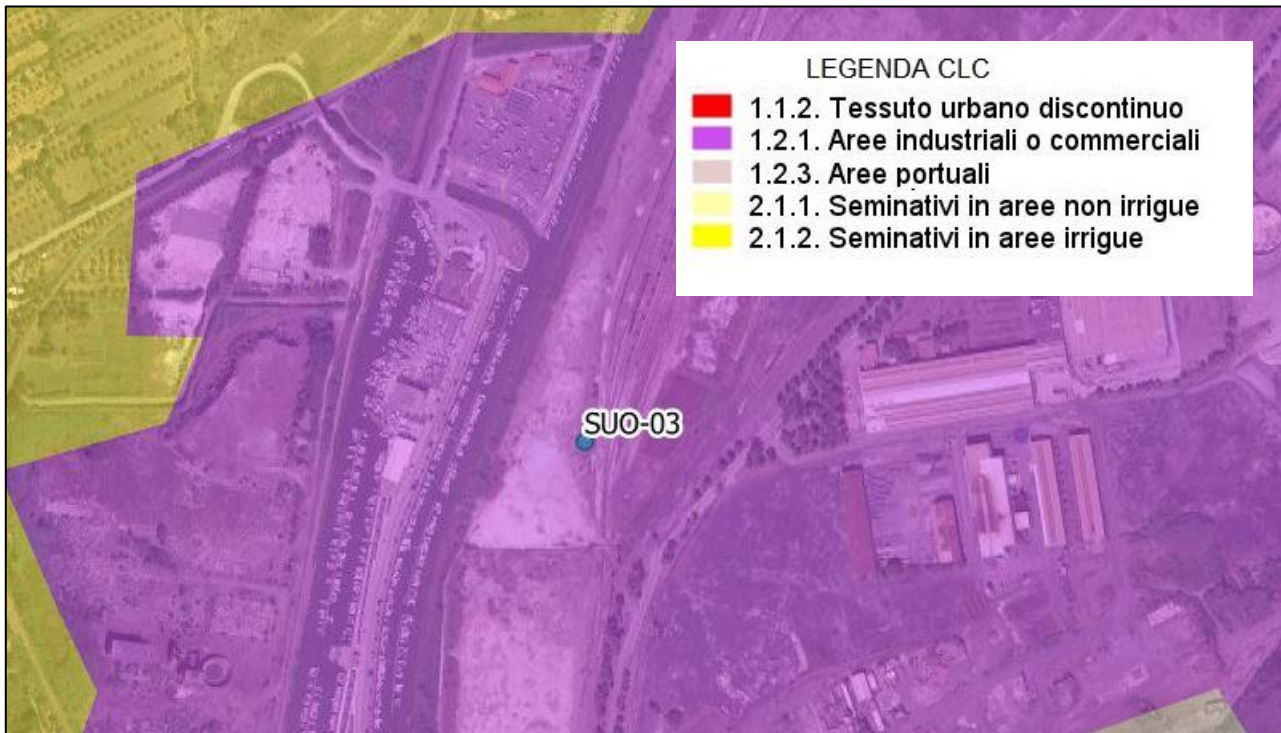 LEGENDA CLC
1.1.2. Tessuto urbano discontinuo
1.2.1. Aree industriali o commerciali
1.2.3. Aree portuali
2.1.1. Seminativi in aree non irrigue
2.1.2. Seminativi in aree irrigue
SUO-03